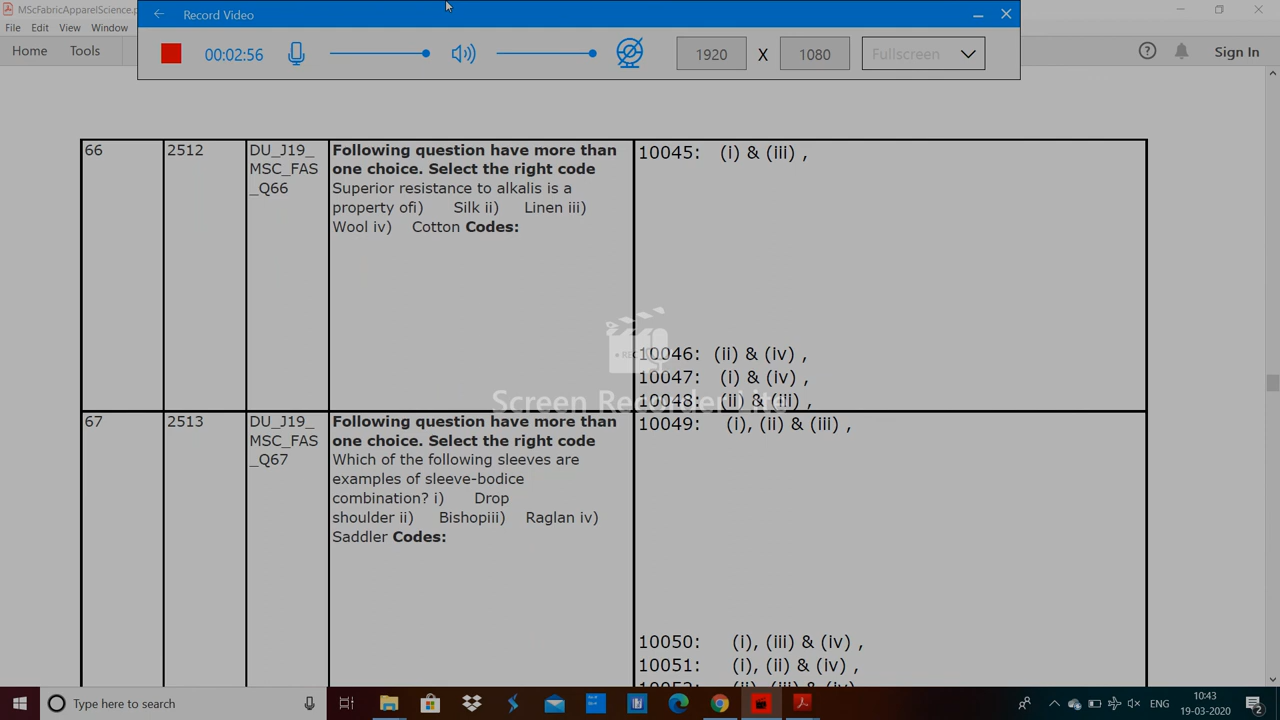 MScFabricApparelScience.p
Record Video
File Edit View Window
Home Tools
00:02:56
1920 X 1080 Fullscreen
Sign In
66 2512 DU_J19_
MSC_FAS
_Q66
Following question have more than
one choice. Select the right code
Superior resistance to alkalis is a
property ofi) Silk ii) Linen iii)
Wool iv) Cotton Codes:
10045: (i) & (iii) ,
10046: (ii) & (iv) ,
10047: (i) & (iv) ,
10048: (ii) & (iii) ,
Screen Recorder Lite
67 2513 DU_J19_
MSC_FAS
_Q67
Following question have more than
one choice. Select the right code
Which of the following sleeves are
examples of sleeve-bodice
combination? i) Drop
shoulder ii) Bishopiii) Raglan iv)
Saddler Codes:
10049: (i), (ii) & (iii) ,
10050: (i), (iii) & (iv) ,
10051: (i), (ii) & (iv) ,
Type here to search
ENG
10:43
19-03-2020
2